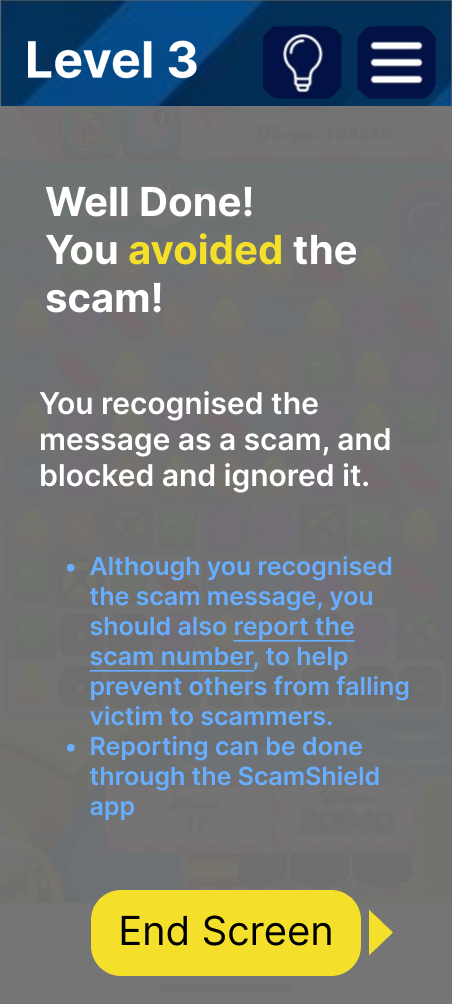 Level 3
Well Done!
You avoided the
scam!
You recognised the
message as a scam, and
blocked and ignored it.
• Although you recognised
the scam message, you
should also report the
scam number, to help
prevent others from falling
victim to scammers.
• Reporting can be done
through the ScamShield
app
End Screen